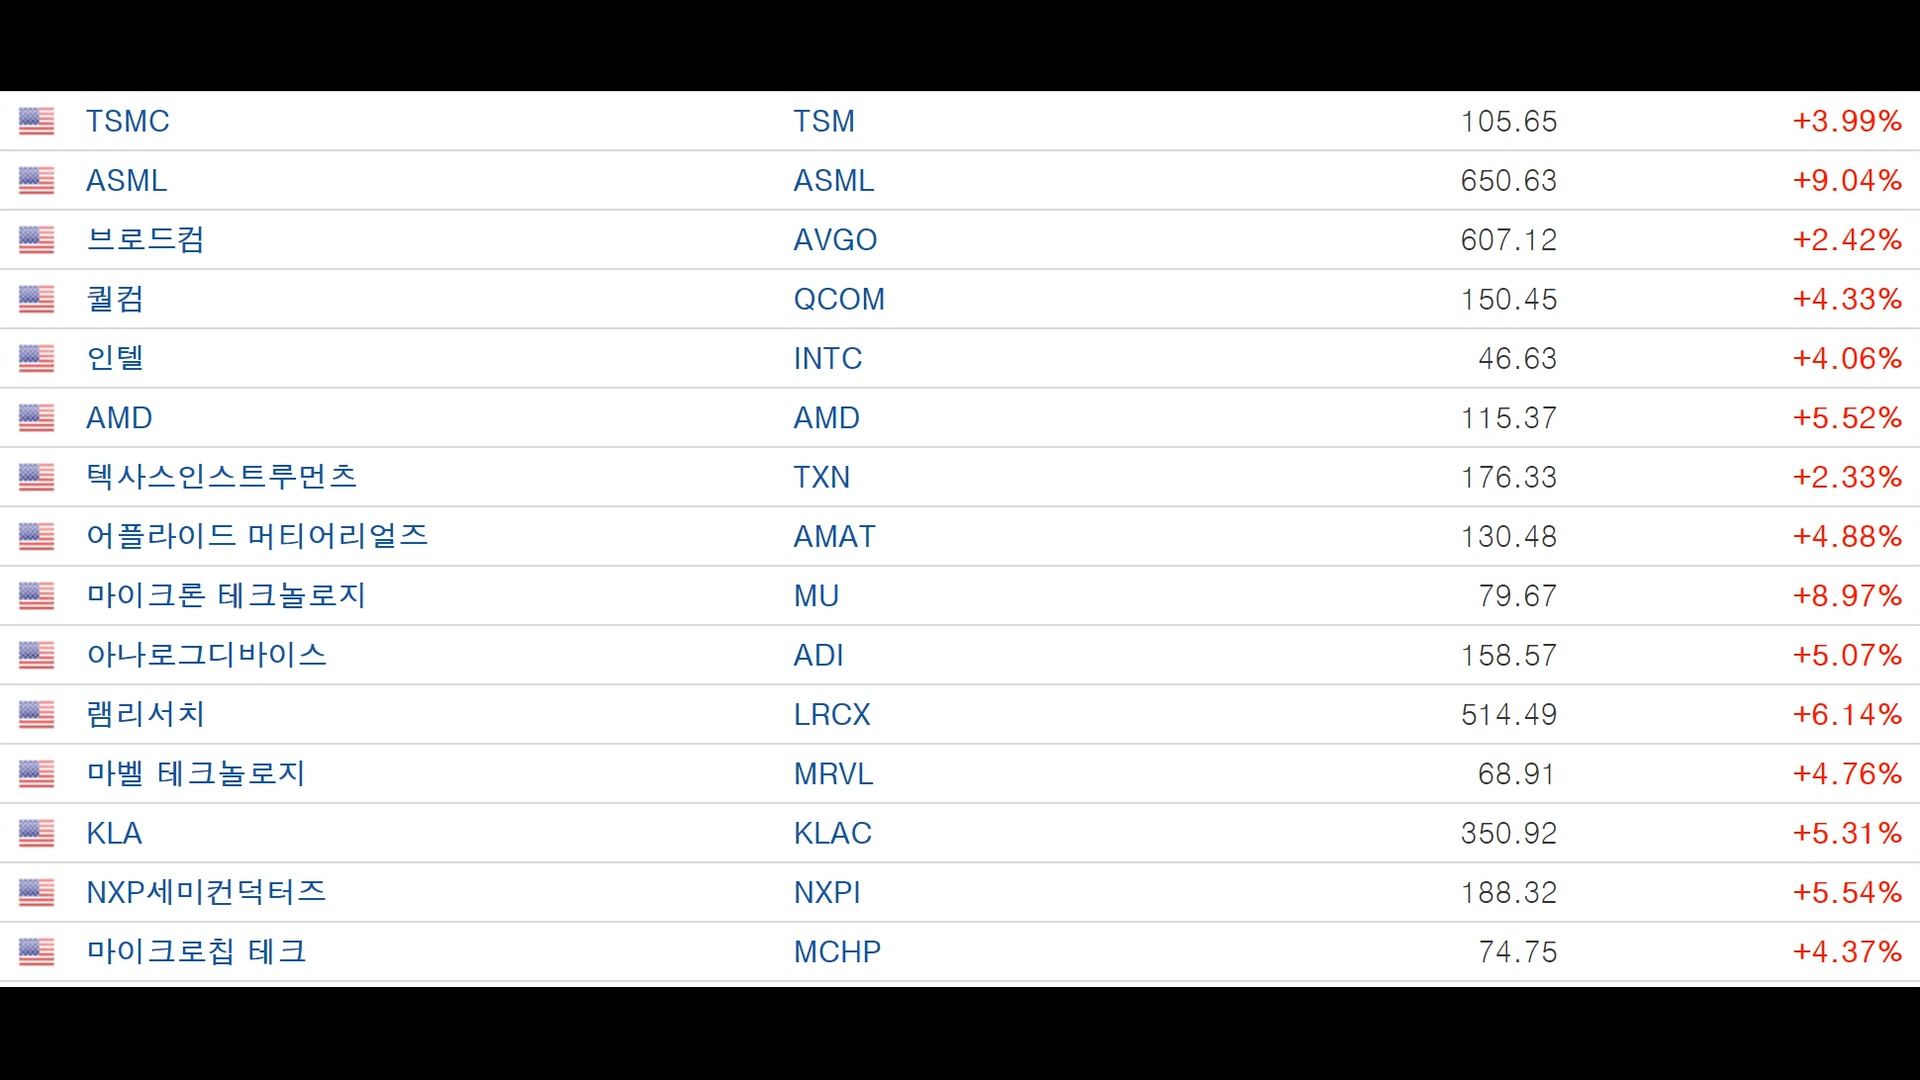 TSMC TSM 105.65 +3.99%
ASML ASML 650.63 +9.04%
브로드컴 AVGO 607.12 +2.42%
퀄컴 QCOM 150.45 +4.33%
인텔 INTC 46.63 +4.06%
AMD AMD 115.37 +5.52%
텍사스인스트루먼츠 TXN 176.33 +2.33%
어플라이드 머티어리얼즈 AMAT 130.48 +4.88%
마이크론 테크놀로지 MU 79.67 +8.97%
아나로그디바이스 ADI 158.57 +5.07%
램리서치 LRCX 514.49 +6.14%
마벨 테크놀로지 MRVL 68.91 +4.76%
KLA KLAC 350.92 +5.31%
NXP세미컨덕터즈 NXPI 188.32 +5.54%
마이크로칩 테크 MCHP 74.75 +4.37%